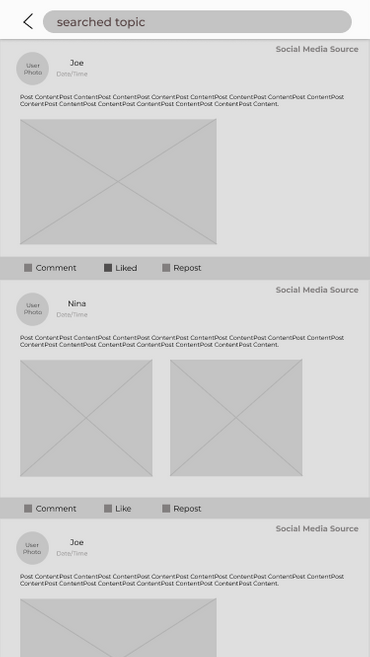 searched topic
Social Media Source
User
Photo
Joe
Date/Time
Post ContentPost ContentPost ContentPost ContentPost ContentPost ContentPost ContentPost ContentPost
ContentPost ContentPost ContentPost ContentPost ContentPost ContentPost Content.
Comment Liked Repost
Social Media Source
User
Photo
Nina
Date/Time
Post ContentPost ContentPost ContentPost ContentPost ContentPost ContentPost ContentPost ContentPost
ContentPost ContentPost ContentPost ContentPost ContentPost ContentPost Content.
Comment Like Repost
Social Media Source
User
Photo
Joe
Date/Time
Post ContentPost ContentPost ContentPost ContentPost ContentPost ContentPost ContentPost ContentPost
ContentPost ContentPost ContentPost ContentPost ContentPost ContentPost Content.